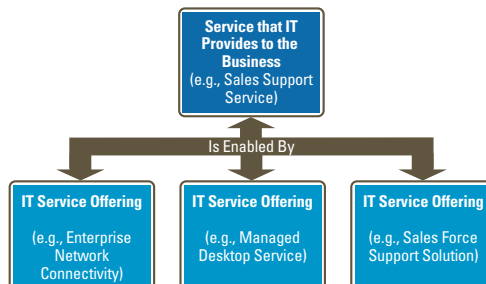 Service that IT
Provides to the
Business
(e.g., Sales Support
Service)
Is Enabled By
IT Service Offering
(e.g., Enterprise
Network
Connectivity)
IT Service Offering
(e.g., Managed
Desktop Service)
IT Service Offering
(e.g., Sales Force
Support Solution)